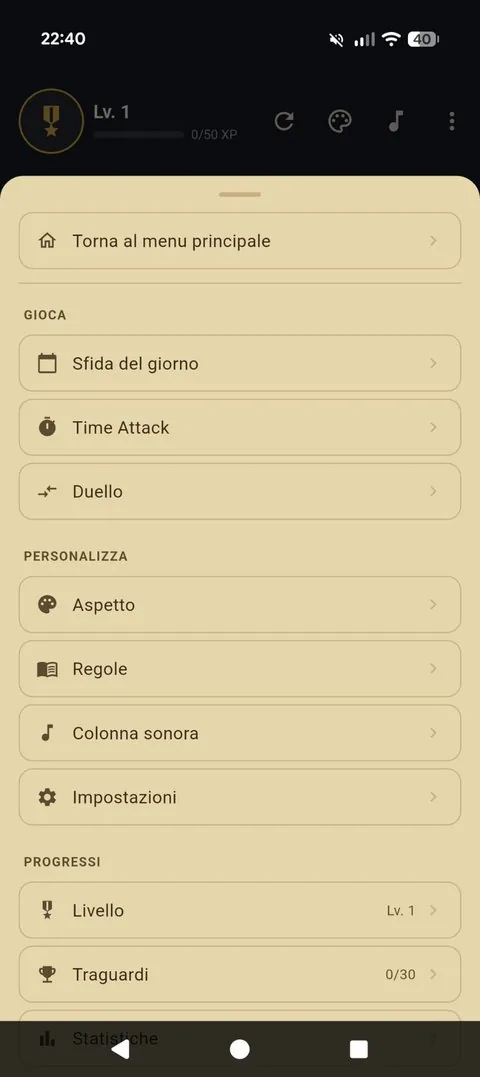 22:40
40
Lv. 1
0/50 XP
Torna al menu principale
GIOCA
Sfida del giorno
Time Attack
Duello
PERSONALIZZA
Aspetto
Regole
Colonna sonora
Impostazioni
PROGRESSI
Livello Lv. 1
Traguardi 0/30
Statistiche